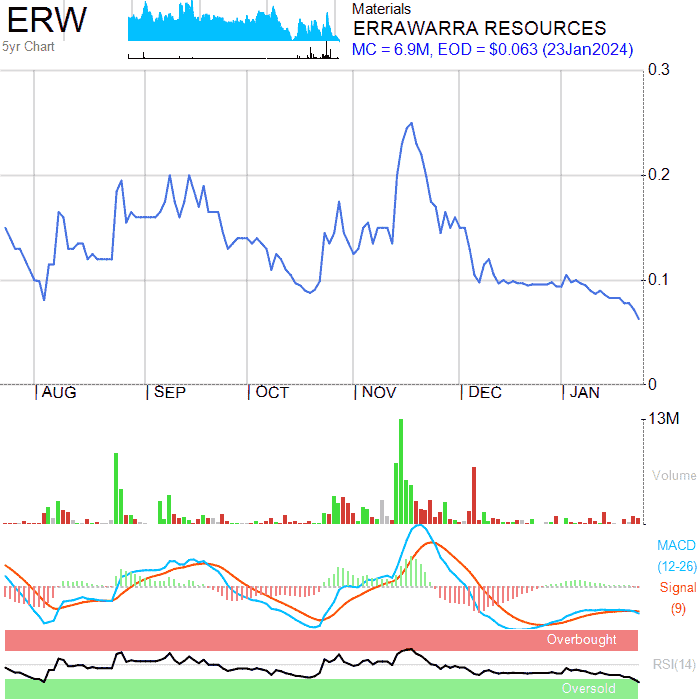 ERW
5yr Chart
Materials
ERRAWARRA RESOURCES
MC = 6.9M, EOD = $0.063 (23Jan2024)
0.3
0.2
0.1
0
AUG SEP OCT NOV DEC JAN
13M
Volume
MACD
(12-26)
Signal
(9)
Overbought
RSI(14)
Oversold